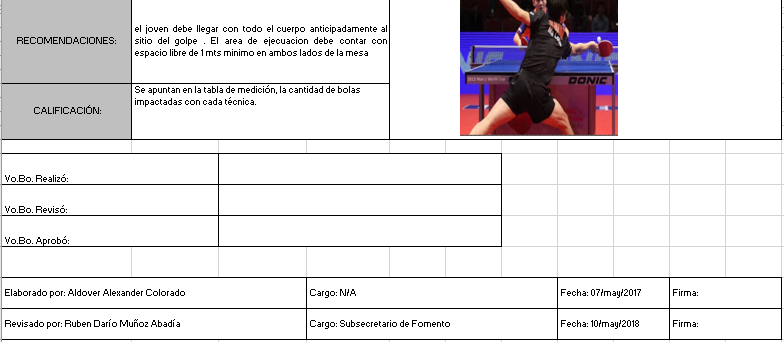 RECOMENDACIONES:
el joven debe llegar con todo el cuerpo anticipadamente al
sitio del golpe . El area de ejecuacion debe contar con
espacio libre de 1 mts minimo en ambos lados de la mesa
DONIC
CALIFICACIÓN:
Se apuntan en la tabla de medición, la cantidad de bolas
impactadas con cada técnica.
Vo.Bo. Realizó:
Vo.Bo. Revisó:
Vo.Bo. Aprobó:
Elaborado por: Aldover Alexander Colorado Cargo: N/A Fecha: 07/may/2017 Firma:
Revisado por: Ruben Darío Muñoz Abadía Cargo: Subsecretario de Fomento Fecha: 10/may/2018 Firma: